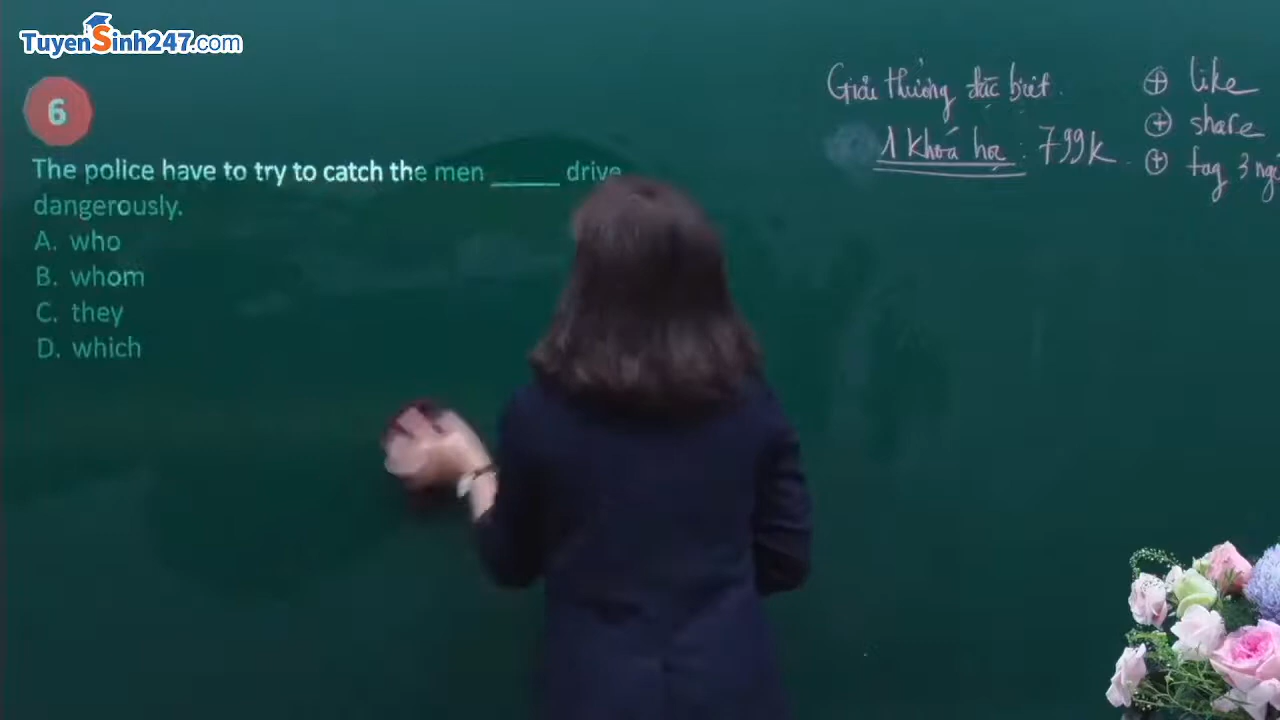 TuyenSinh247.com
6
The police have to try to catch the men _____ drive
dangerously.
A. who
B. whom
C. they
D. which
Giải thưởng đặc biệt.
1 khoá học : 799k.
+ like
+ share
+ tag 3